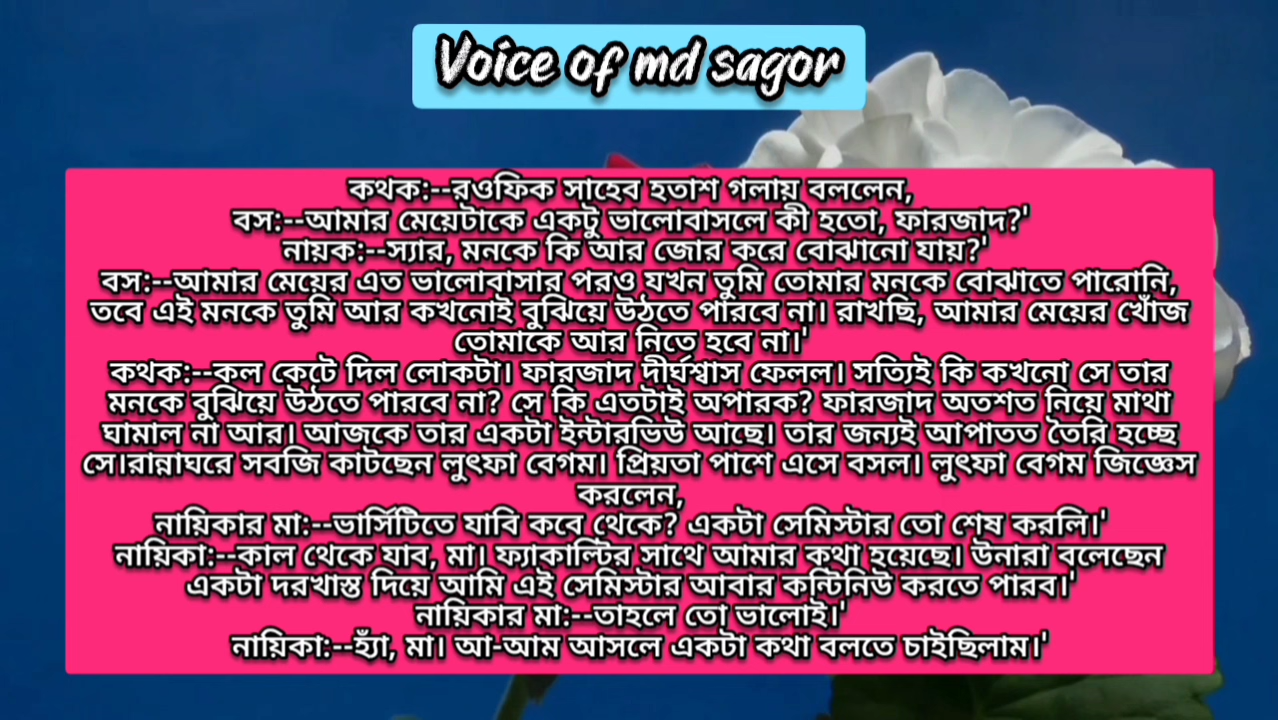 Voice of md sagor
কথক:--রওফিক সাহেব হতাশ গলায় বললেন,
বস:--আমার মেয়েটাকে একটু ভালোবাসলে কী হতো, ফারজাদ?'
নায়ক:--স্যার, মনকে কি আর জোর করে বোঝানো যায়?'
বস:--আমার মেয়ের এত ভালোবাসার পরও যখন তুমি তোমার মনকে বোঝাতে পারোনি,
তবে এই মনকে তুমি আর কখনোই বুঝিয়ে উঠতে পারবে না। রাখছি, আমার মেয়ের খোঁজ
তোমাকে আর নিতে হবে না।'
কথক:--কল কেটে দিল লোকটা। ফারজাদ দীর্ঘশ্বাস ফেলল। সত্যিই কি কখনো সে তার
মনকে বুঝিয়ে উঠতে পারবে না? সে কি এতটাই অপারক? ফারজাদ অতশত নিয়ে মাথা
ঘামাল না আর। আজকে তার একটা ইন্টারভিউ আছে। তার জন্যই আপাতত তৈরি হচ্ছে
সে।রান্নাঘরে সবজি কাটছেন লুৎফা বেগম। প্রিয়তা পাশে এসে বসল। লুৎফা বেগম জিজ্ঞেস
করলেন,
নায়িকার মা:--ভার্সিটিতে যাবি কবে থেকে? একটা সেমিস্টার তো শেষ করলি।'
নায়িকা:--কাল থেকে যাব, মা। ফ্যাকাল্টির সাথে আমার কথা হয়েছে। উনারা বলেছেন
একটা দরখাস্ত দিয়ে আমি এই সেমিস্টার আবার কন্টিনিউ করতে পারব।'
নায়িকার মা:--তাহলে তো ভালোই।'
নায়িকা:--হ্যাঁ, মা। আ-আম আসলে একটা কথা বলতে চাইছিলাম।'